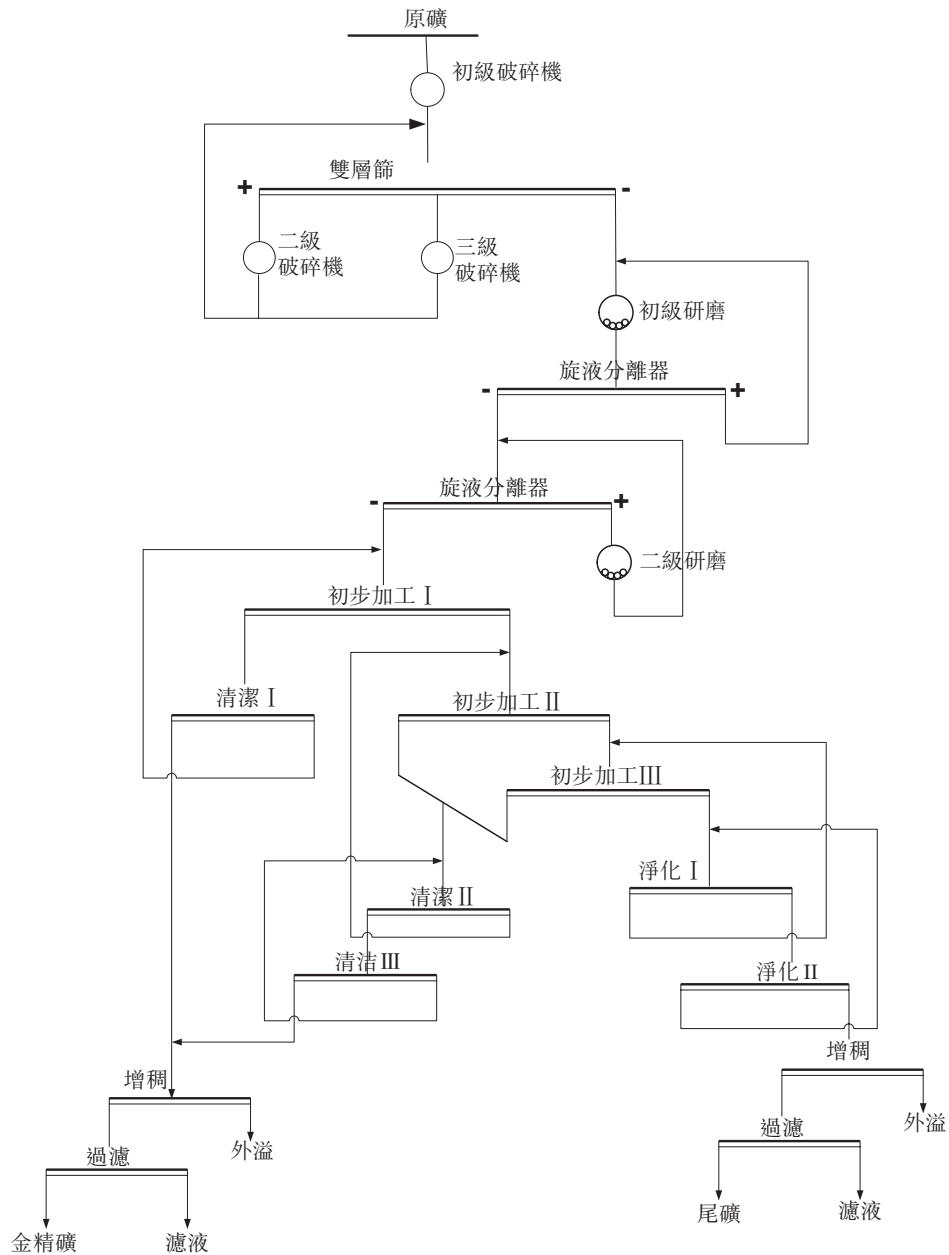 原礦
初級破碎機
雙層篩
+
-
二級
破碎機
三級
破碎機
初級研磨
旋液分離器
-
+
旋液分離器
-
+
二級研磨
初步加工 I
清潔 I
初步加工 II
初步加工III
淨化 I
清潔 II
清洁 III
淨化 II
增稠
增稠
外溢
外溢
過濾
過濾
尾礦
濾液
金精礦
濾液